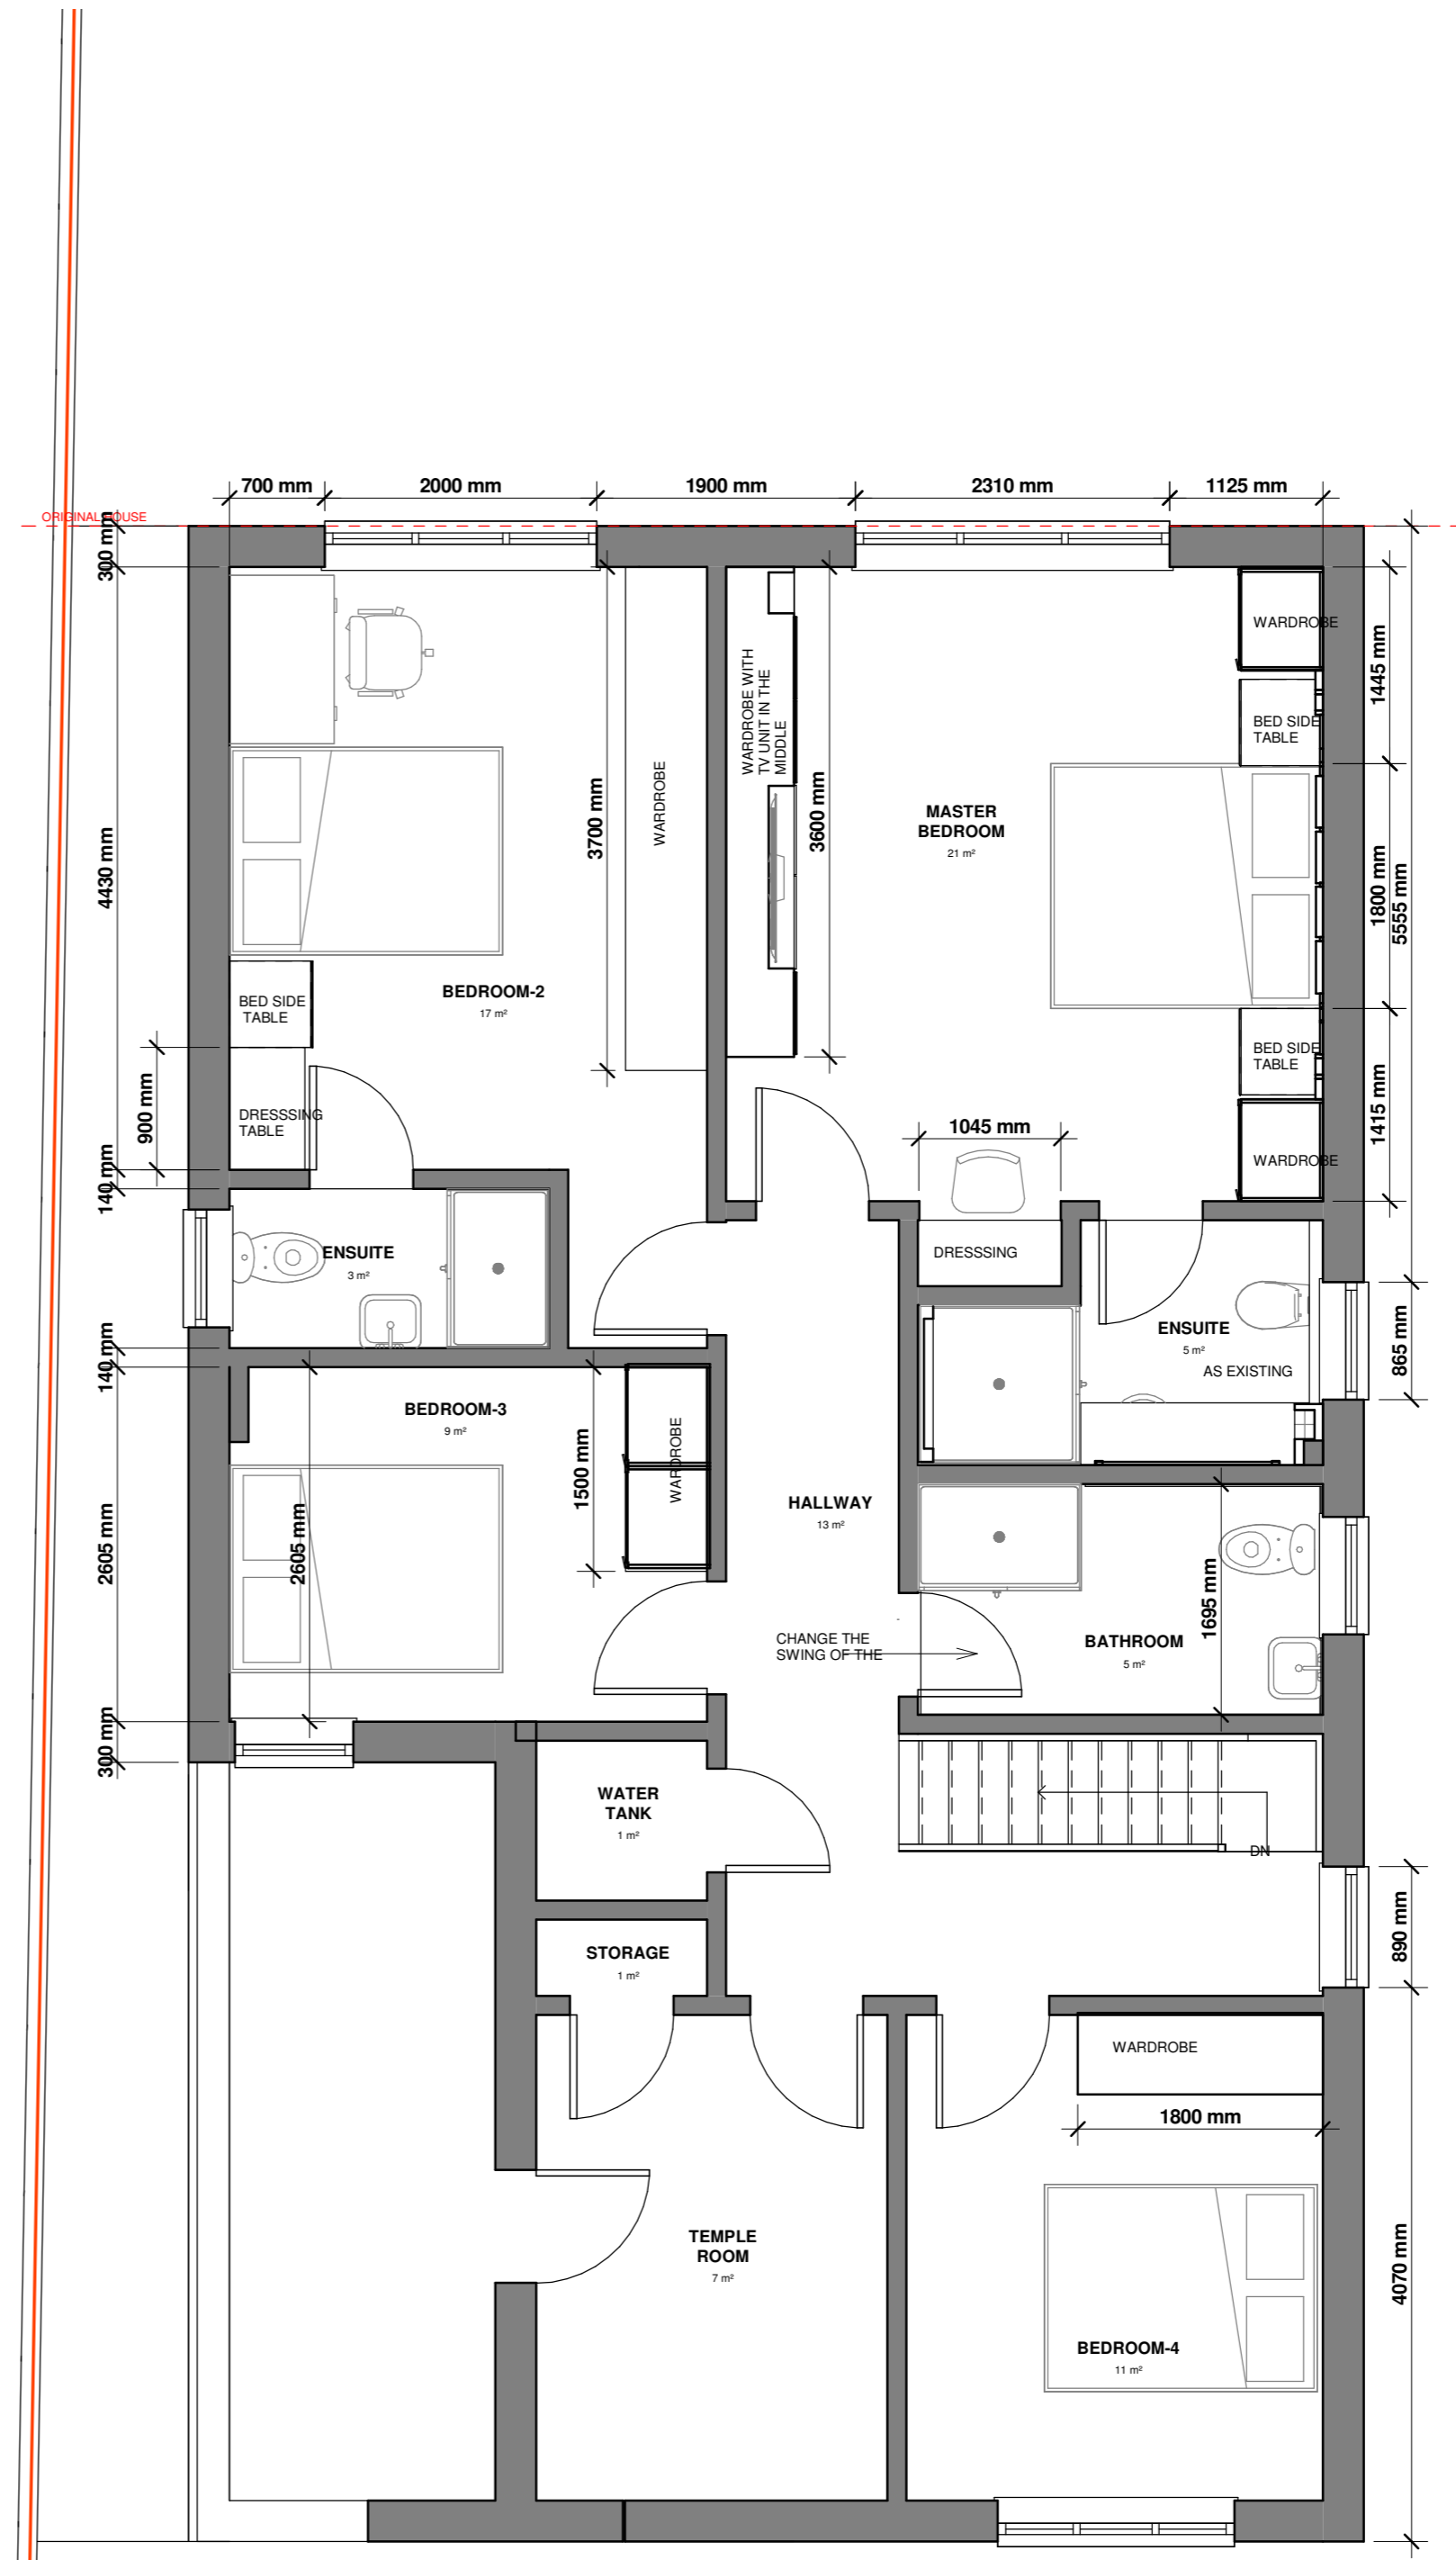 700 mm
2000 mm
1900 mm
2310 mm
1125 mm
ORIGINAL HOUSE
300 mm
WARDROBE
1445 mm
WARDROBE WITH
TV UNIT IN THE
MIDDLE
BED SIDE
TABLE
WARDROBE
3700 mm
3600 mm
MASTER
BEDROOM
21 m²
4430 mm
1800 mm
5555 mm
BEDROOM-2
17 m²
BED SIDE
TABLE
BED SIDE
TABLE
900 mm
DRESSSING
TABLE
1045 mm
1415 mm
WARDROBE
140 mm
ENSUITE
3 m²
DRESSSING
ENSUITE
5 m²
AS EXISTING
865 mm
140 mm
BEDROOM-3
9 m²
WARDROBE
1500 mm
HALLWAY
13 m²
2605 mm
2605 mm
1695 mm
CHANGE THE
SWING OF THE
BATHROOM
5 m²
300 mm
WATER
TANK
1 m²
DN
890 mm
STORAGE
1 m²
WARDROBE
1800 mm
TEMPLE
ROOM
7 m²
4070 mm
BEDROOM-4
11 m²